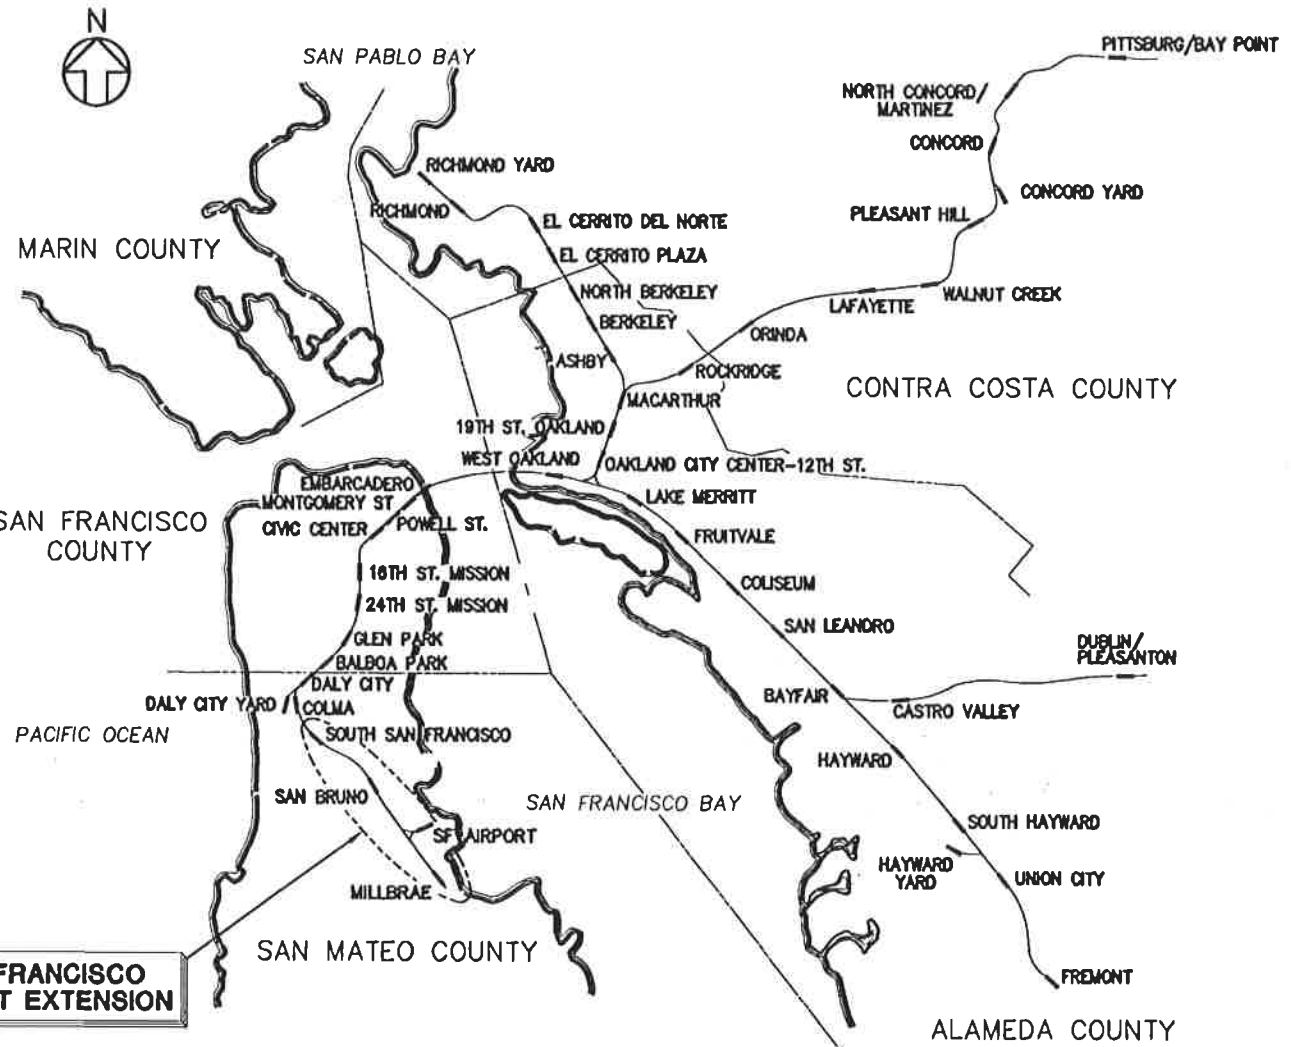 N
SAN PABLO BAY
PITTSBURG/BAY POINT
NORTH CONCORD/
MARTINEZ
CONCORD
CONCORD YARD
PLEASANT HILL
RICHMOND YARD
RICHMOND
EL CERRITO DEL NORTE
EL CERRITO PLAZA
MARIN COUNTY
NORTH BERKELEY
BERKELEY
WALNUT CREEK
LAFAYETTE
ORINDA
ASHBY
ROCKRIDGE
MACARTHUR
CONTRA COSTA COUNTY
19TH ST. OAKLAND
WEST OAKLAND
OAKLAND CITY CENTER-12TH ST.
EMBARCADERO
MONTGOMERY ST
CIVIC CENTER
POWELL ST.
LAKE MERRITT
FRUITVALE
SAN FRANCISCO
COUNTY
16TH ST. MISSION
24TH ST. MISSION
COLISEUM
SAN LEANDRO
GLEN PARK
BALBOA PARK
DALY CITY
DALY CITY YARD
COLMA
DUBLIN/
PLEASANTON
BAYFAIR
CASTRO VALLEY
PACIFIC OCEAN
SOUTH SAN FRANCISCO
HAYWARD
SAN BRUNO
SAN FRANCISCO BAY
SF AIRPORT
SOUTH HAYWARD
HAYWARD
YARD
UNION CITY
MILLBRAE
SAN MATEO COUNTY
FRANCISCO
T EXTENSION
FREMONT
ALAMEDA COUNTY